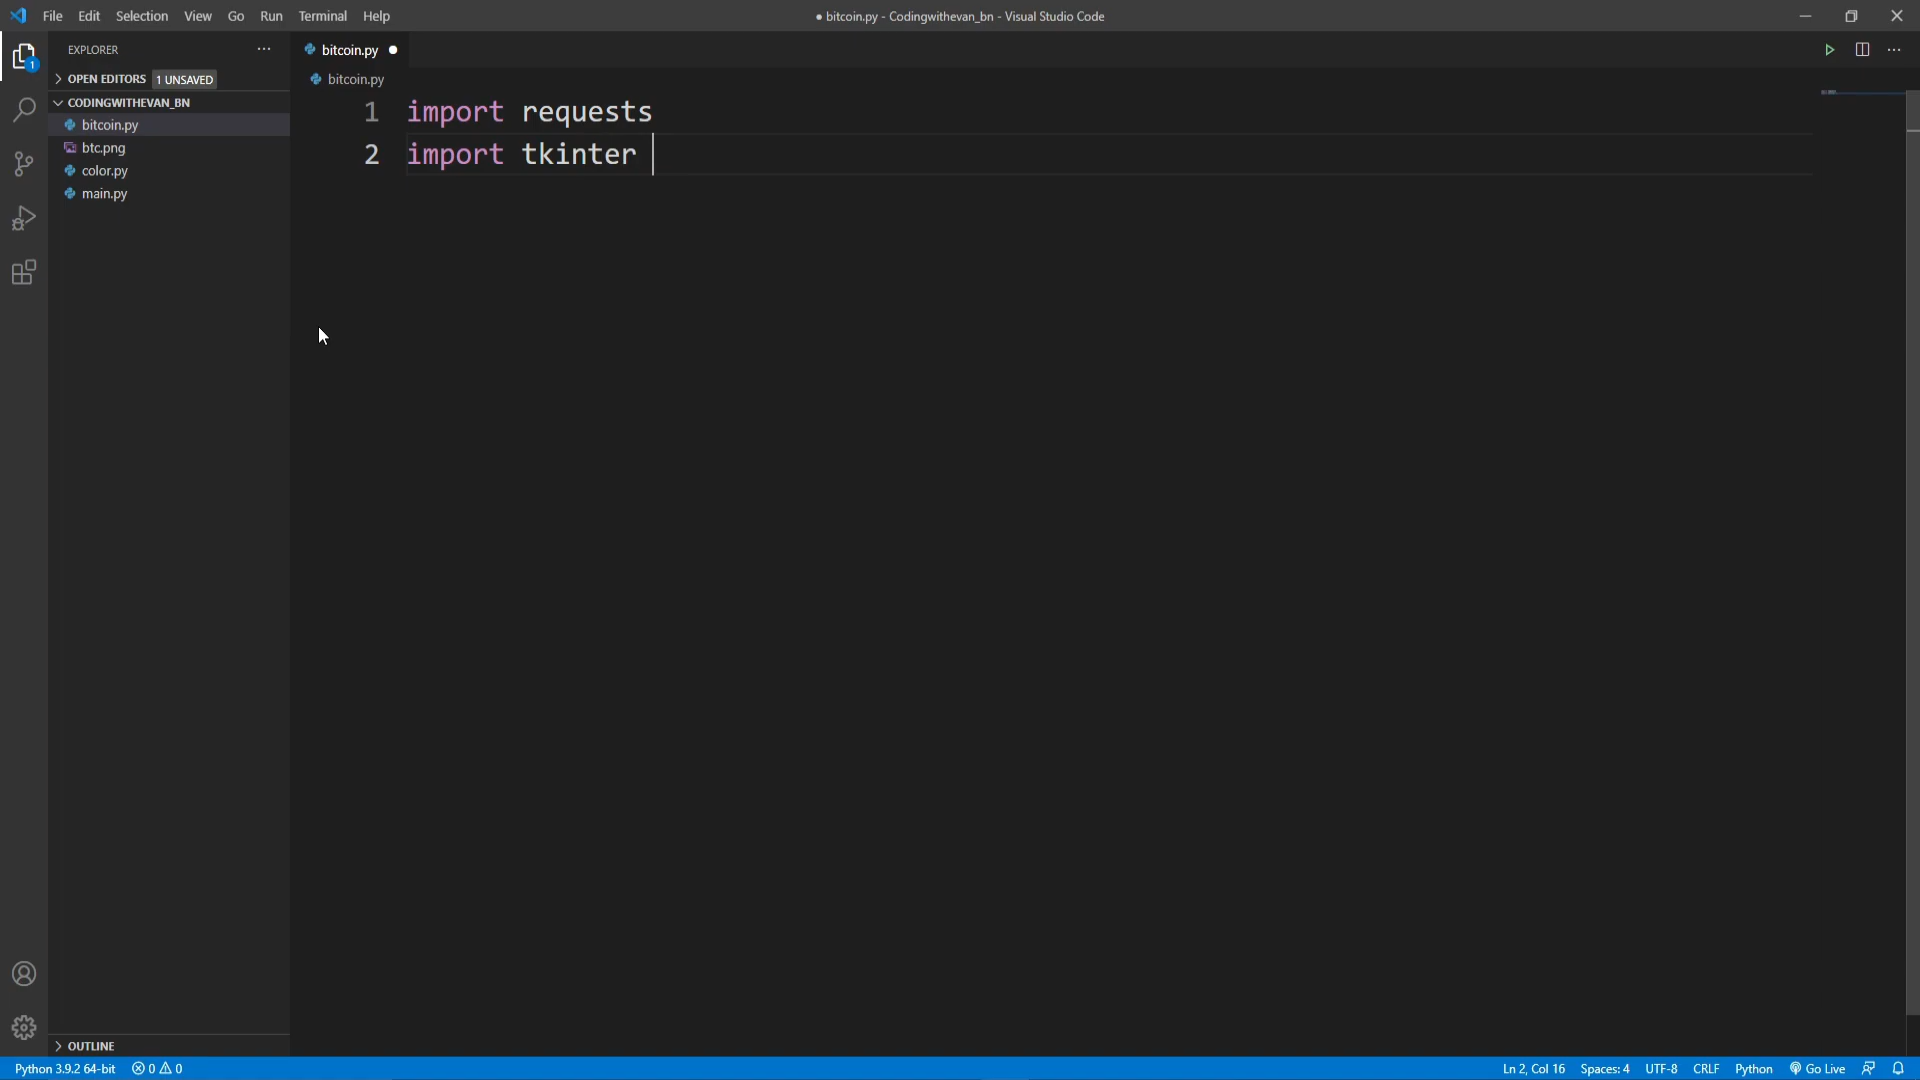 File Edit Selection View Go Run Terminal Help
● bitcoin.py - Codingwithevan_bn - Visual Studio Code
EXPLORER
bitcoin.py
1
OPEN EDITORS 1 UNSAVED
bitcoin.py
CODINGWITHEVAN_BN
bitcoin.py
btc.png
color.py
main.py
1 import requests
2 import tkinter
OUTLINE
Python 3.9.2 64-bit 0 0
Ln 2, Col 16 Spaces: 4 UTF-8 CRLF Python Go Live